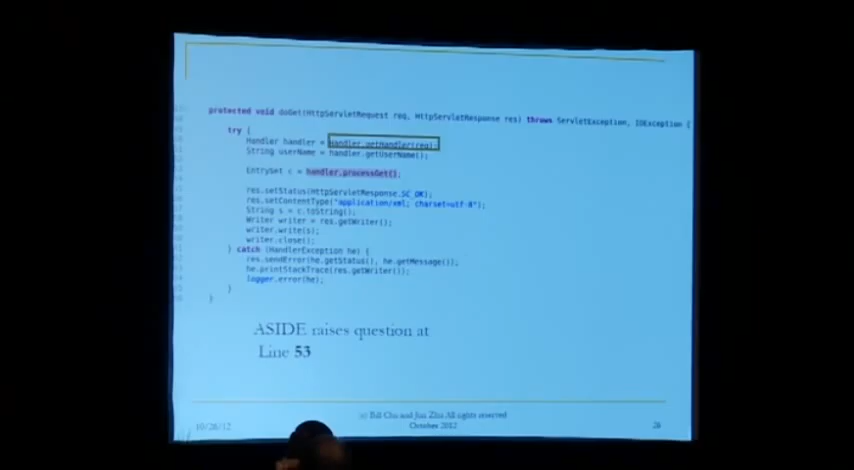 protected void doGet(HttpServletRequest req, HttpServletResponse res) throws ServletException, IOException {
try {
Handler handler = Handler.getHandler(req);
String userName = handler.getUserName();
EntrySet c = handler.processGet();
res.setStatus(HttpServletResponse.SC_OK);
res.setContentType("application/xml; charset=utf-8");
String s = c.toString();
Writer writer = res.getWriter();
writer.write(s);
writer.close();
} catch (HandlerException he) {
res.sendError(he.getStatus(), he.getMessage());
he.printStackTrace(res.getWriter());
logger.error(he);
}
}
ASIDE raises question at
Line 53
(c) Bill Chu and Jun Zhu All rights reserved
10/26/12
October 2012
28